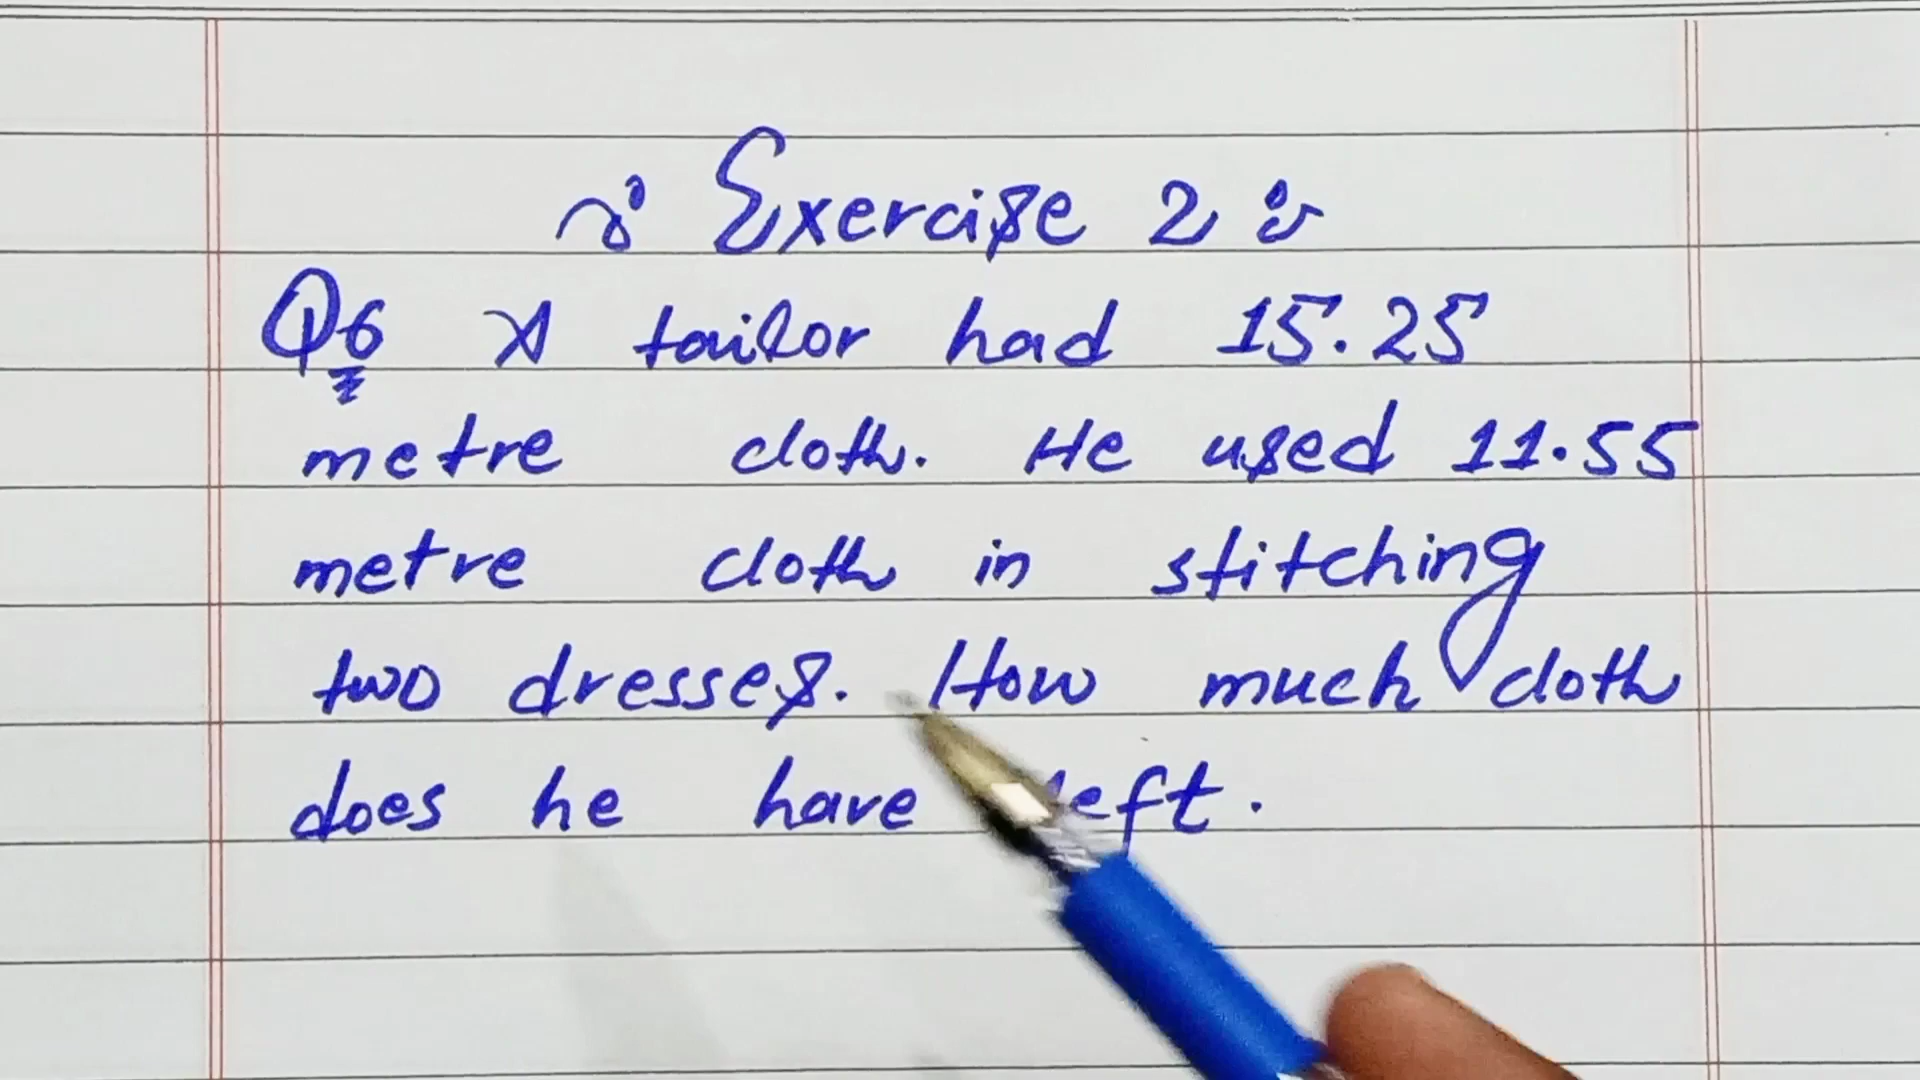 Exercise 2
Q6 A tailor had 15.25
metre cloth. He used 11.55
metre cloth in stitching
two dresses. How much cloth
does he have left.